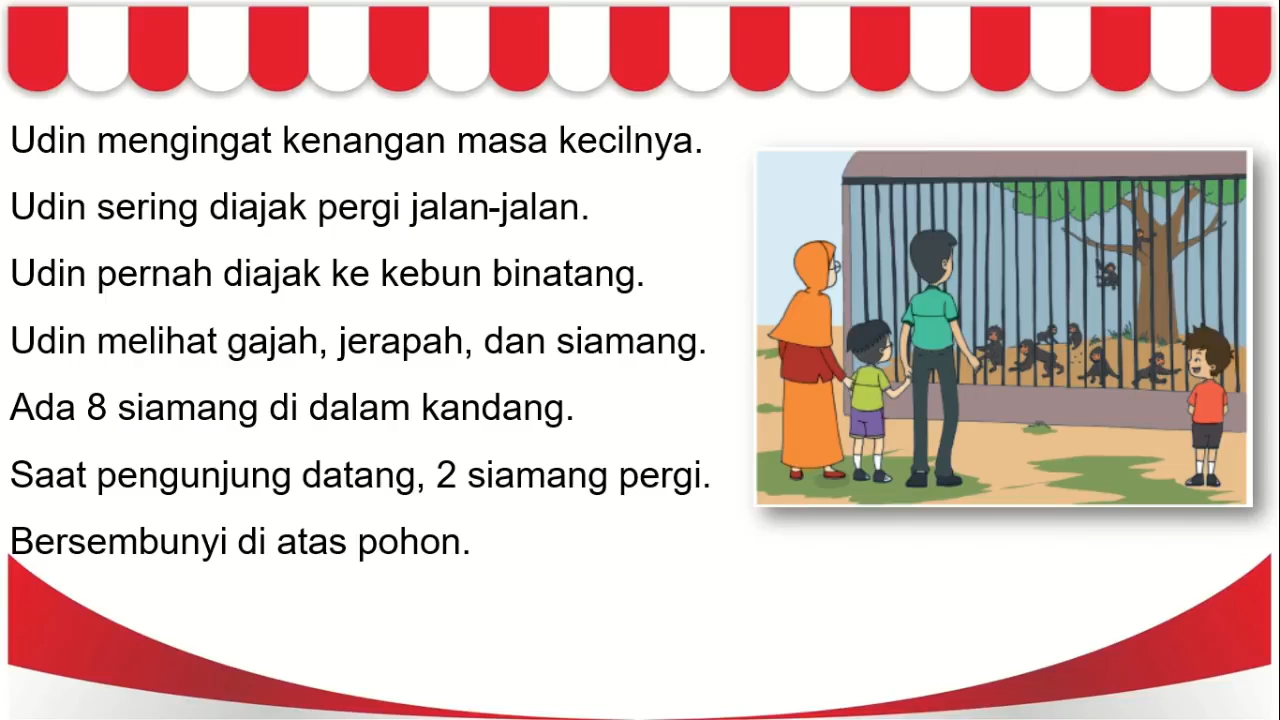 Udin mengingat kenangan masa kecilnya.
Udin sering diajak pergi jalan-jalan.
Udin pernah diajak ke kebun binatang.
Udin melihat gajah, jerapah, dan siamang.
Ada 8 siamang di dalam kandang.
Saat pengunjung datang, 2 siamang pergi.
Bersembunyi di atas pohon.